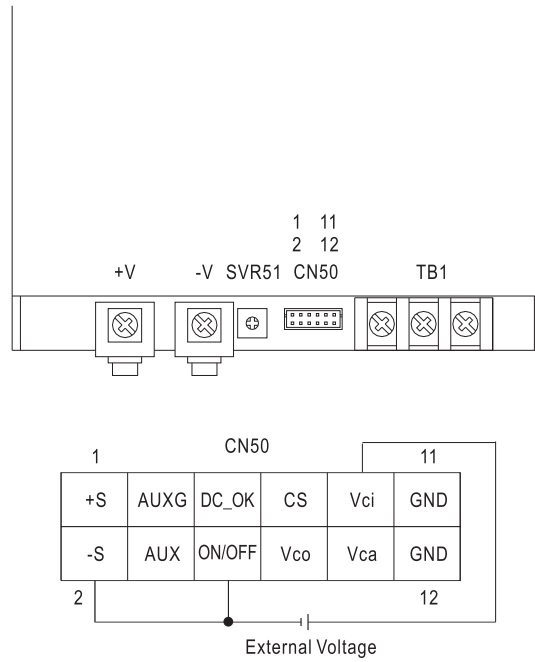 1 11
2 12
+V -V SVR51 CN50 TB1
CN50
1 11
+S AUXG DC_OK CS Vci GND
-S AUX ON/OFF Vco Vca GND
2 12
External Voltage